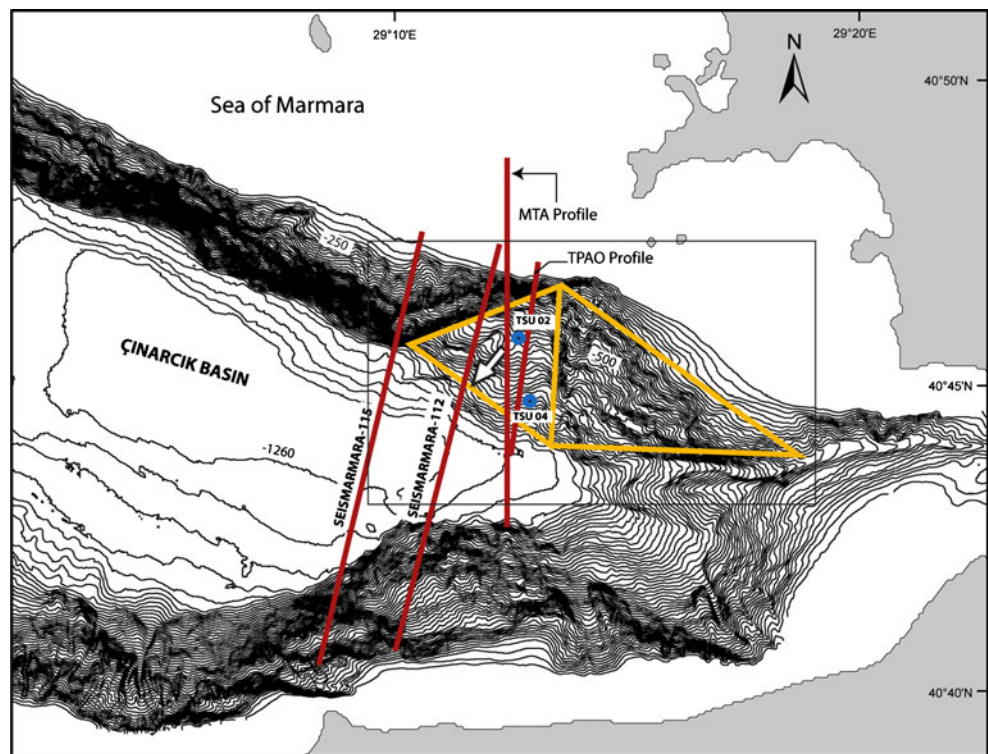 29°10'E
29°20'E
N
40°50'N
Sea of Marmara
MTA Profile
-250
TPAO Profile
TSU 02
ÇINARCIK BASIN
-500
40°45'N
TSU 04
-1260
SEISMARMARA-115
SEISMARMARA-112
40°40'N